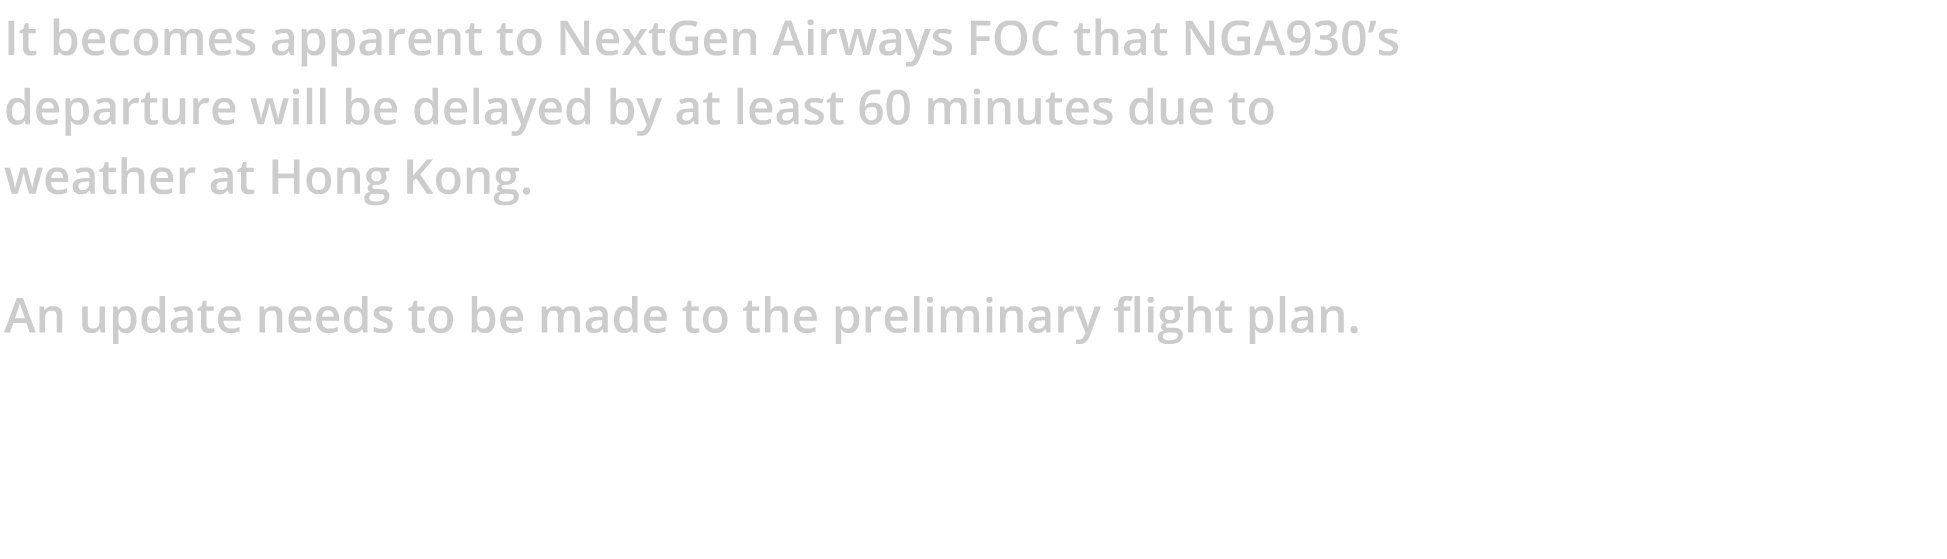 It becomes apparent to NextGen Airways FOC that NGA930’s
departure will be delayed by at least 60 minutes due to
weather at Hong Kong.
An update needs to be made to the preliminary flight plan.